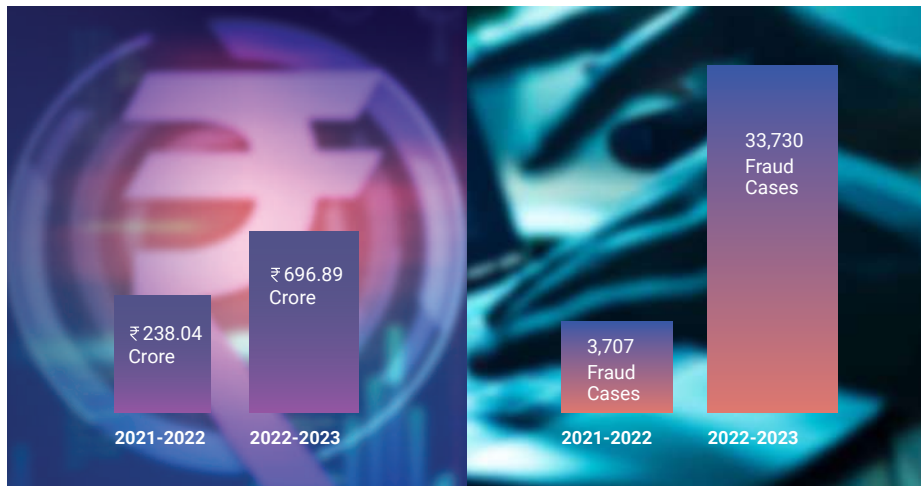 ₹ 238.04
Crore
2021-2022
₹ 696.89
Crore
2022-2023
3,707
Fraud
Cases
2021-2022
33,730
Fraud
Cases
2022-2023